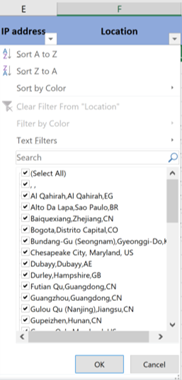 E F
IP address Location
Sort A to Z
Sort Z to A
Sort by Color
Clear Filter From "Location"
Filter by Color
Text Filters
Search
(Select All)
, ,
Al Qahirah,Al Qahirah,EG
Alto Da Lapa,Sao Paulo,BR
Baiquexiang,Zhejiang,CN
Bogota,Distrito Capital,CO
Bundang-Gu (Seongnam),Gyeonggi-Do,K
Chesapeake City, Maryland, US
Dubayy,Dubayy,AE
Durley,Hampshire,GB
Futian Qu,Guangdong,CN
Guangzhou,Guangdong,CN
Gulou Qu (Nanjing),Jiangsu,CN
Gupeizhen,Hunan,CN
OK Cancel